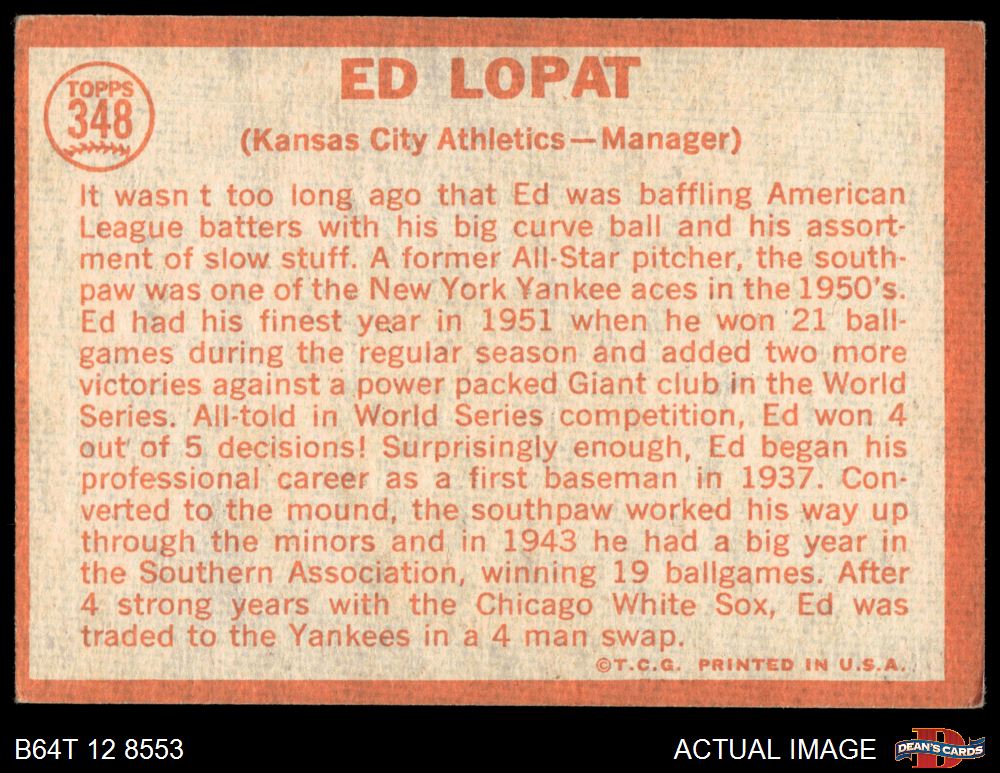 TOPPS
348
ED LOPAT
(Kansas City Athletics—Manager)
It wasn t too long ago that Ed was baffling American
League batters with his big curve ball and his assort-
ment of slow stuff. A former All-Star pitcher, the south-
paw was one of the New York Yankee aces in the 1950's.
Ed had his finest year in 1951 when he won 21 ball-
games during the regular season and added two more
victories against a power packed Giant club in the World
Series. All-told in World Series competition, Ed won 4
out of 5 decisions! Surprisingly enough, Ed began his
professional career as a first baseman in 1937. Con-
verted to the mound, the southpaw worked his way up
through the minors and in 1943 he had a big year in
the Southern Association, winning 19 ballgames. After
4 strong years with the Chicago White Sox, Ed was
traded to the Yankees in a 4 man swap.
©T.C.G. PRINTED IN U.S.A.
B64T 12 8553
ACTUAL IMAGE
D
DEAN'S CARDS